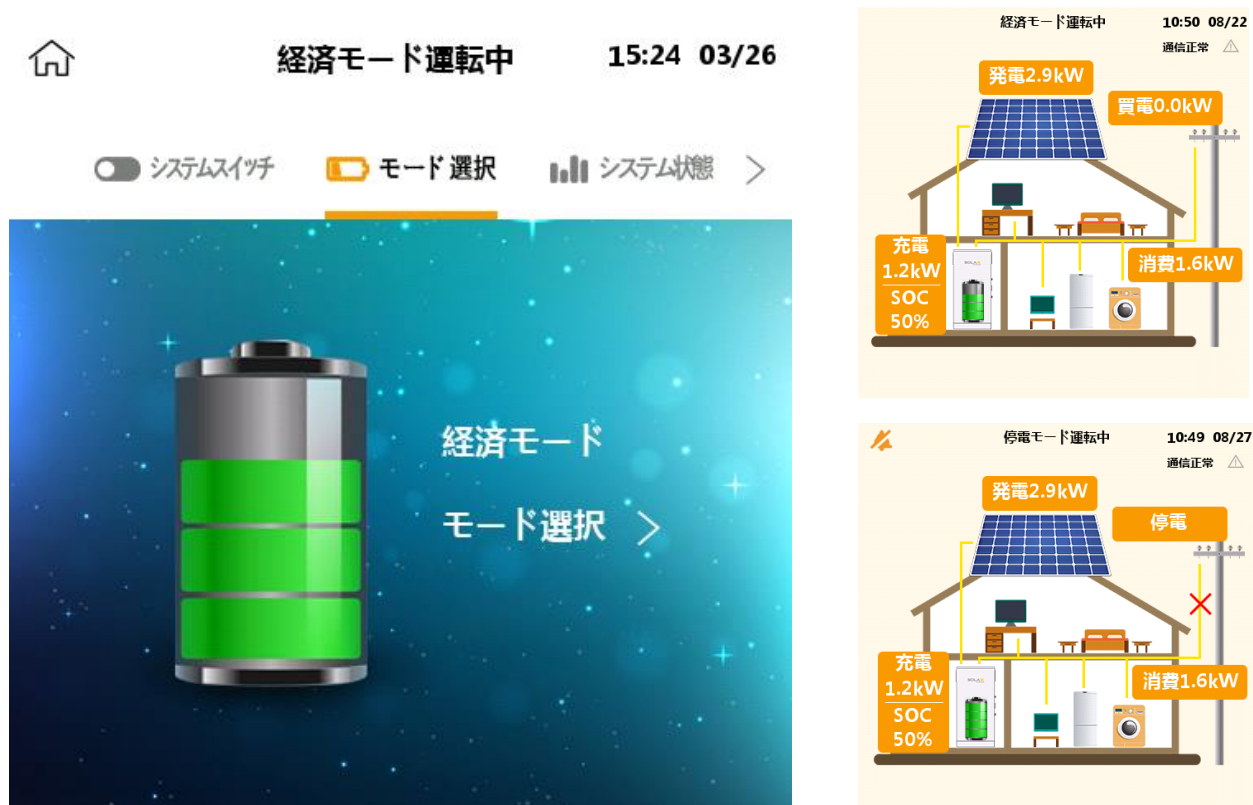 経済モード運転中 15:24 03/26
システムスイッチ モード選択 システム状態
経済モード
モード選択
経済モード運転中 10:50 08/22
通信正常
発電2.9kW
買電0.0kW
充電
1.2kW
SOC
50%
消費1.6kW
SOLAX
停電モード運転中 10:49 08/27
通信正常
発電2.9kW
停電
充電
1.2kW
SOC
50%
消費1.6kW
SOLAX